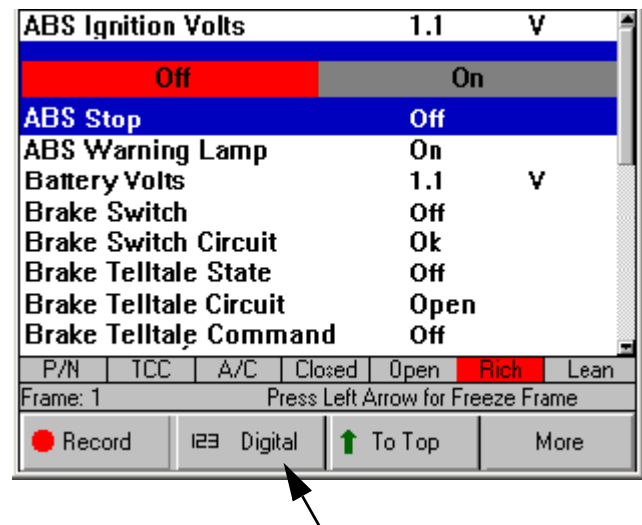 ABS Ignition Volts 1.1 V
Off On
ABS Stop Off
ABS Warning Lamp On
Battery Volts 1.1 V
Brake Switch Off
Brake Switch Circuit Ok
Brake Telltale State Off
Brake Telltale Circuit Open
Brake Telltale Command Off
P/N TCC A/C Closed Open Rich Lean
Frame: 1 Press Left Arrow for Freeze Frame
Record 123 Digital To Top More